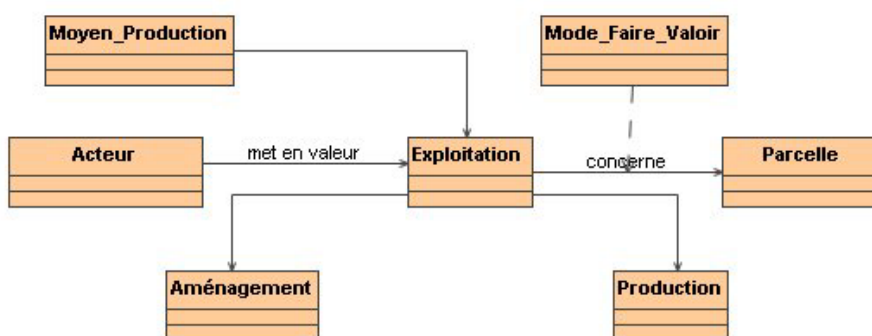 Moyen_Production
Mode_Faire_Valoir
Acteur
met en valeur
Exploitation
concerne
Parcelle
Aménagement
Production